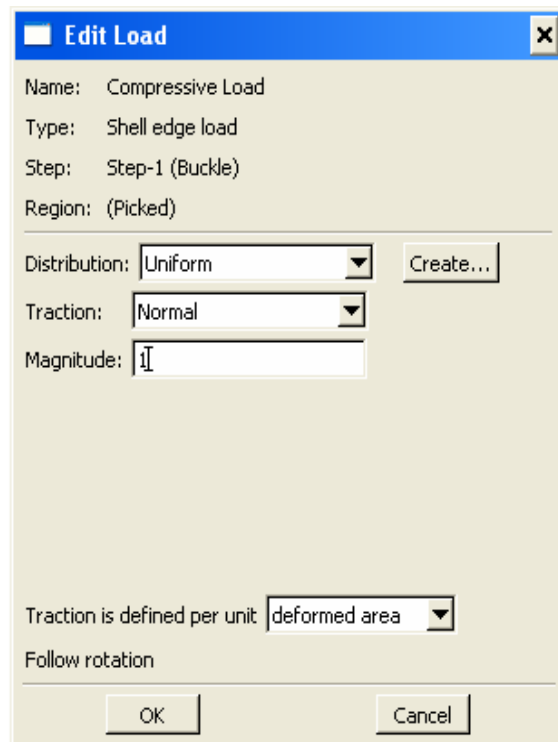 Edit Load
Name: Compressive Load
Type: Shell edge load
Step: Step-1 (Buckle)
Region: (Picked)
Distribution: Uniform Create...
Traction: Normal
Magnitude: 1
Traction is defined per unit deformed area
Follow rotation
OK Cancel